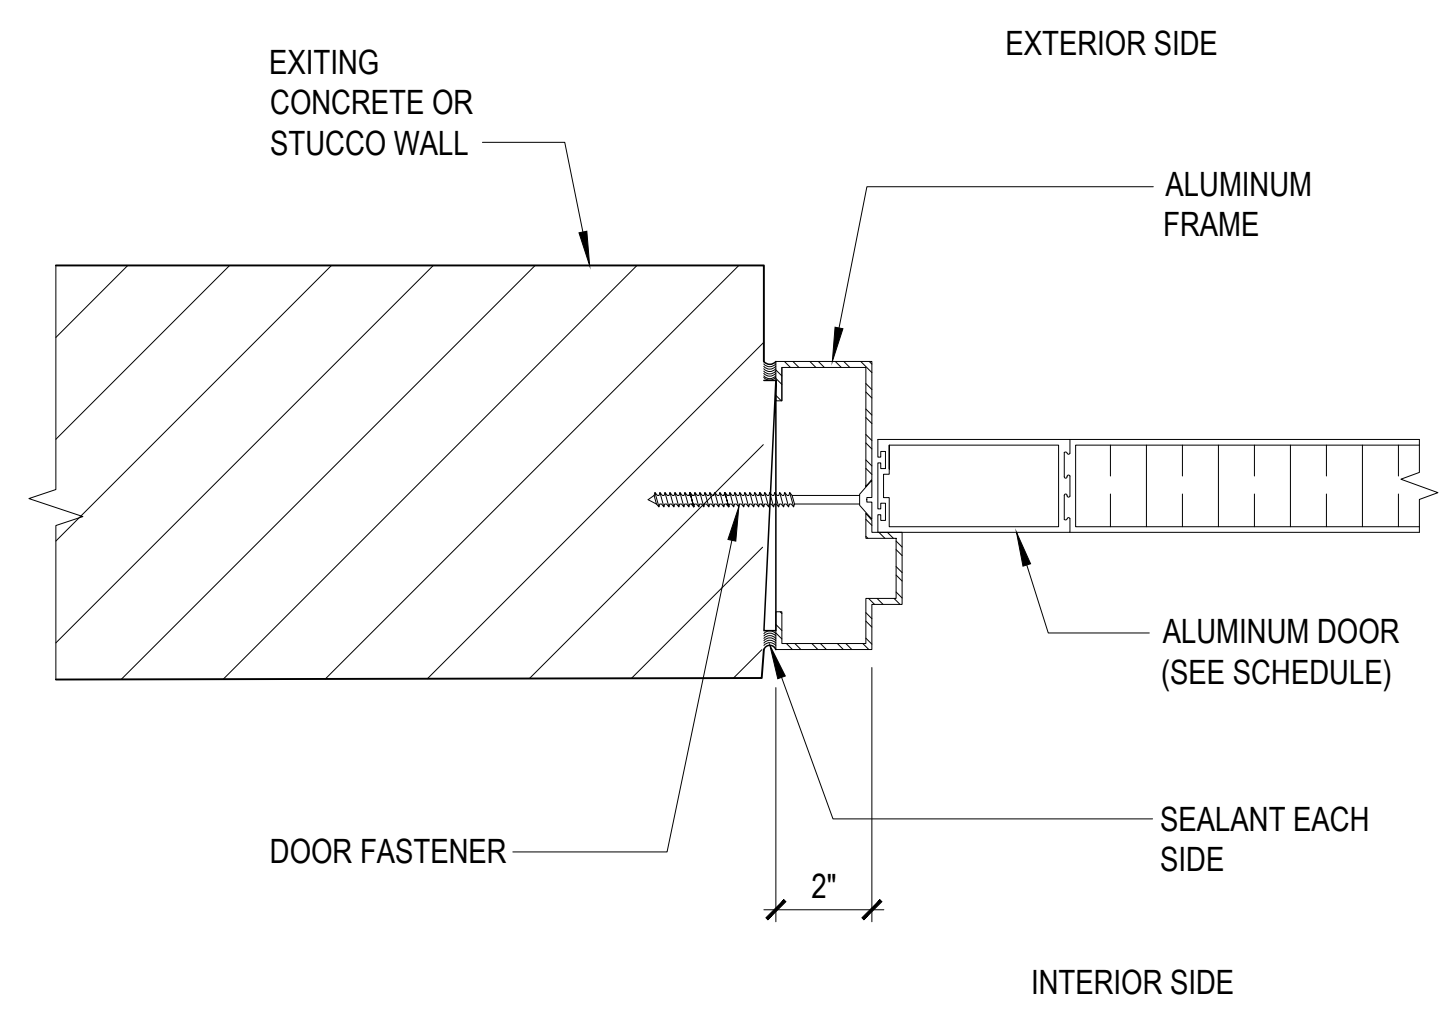 EXTERIOR SIDE
EXITING
CONCRETE OR
STUCCO WALL
ALUMINUM
FRAME
ALUMINUM DOOR
(SEE SCHEDULE)
SEALANT EACH
SIDE
DOOR FASTENER
2"
INTERIOR SIDE